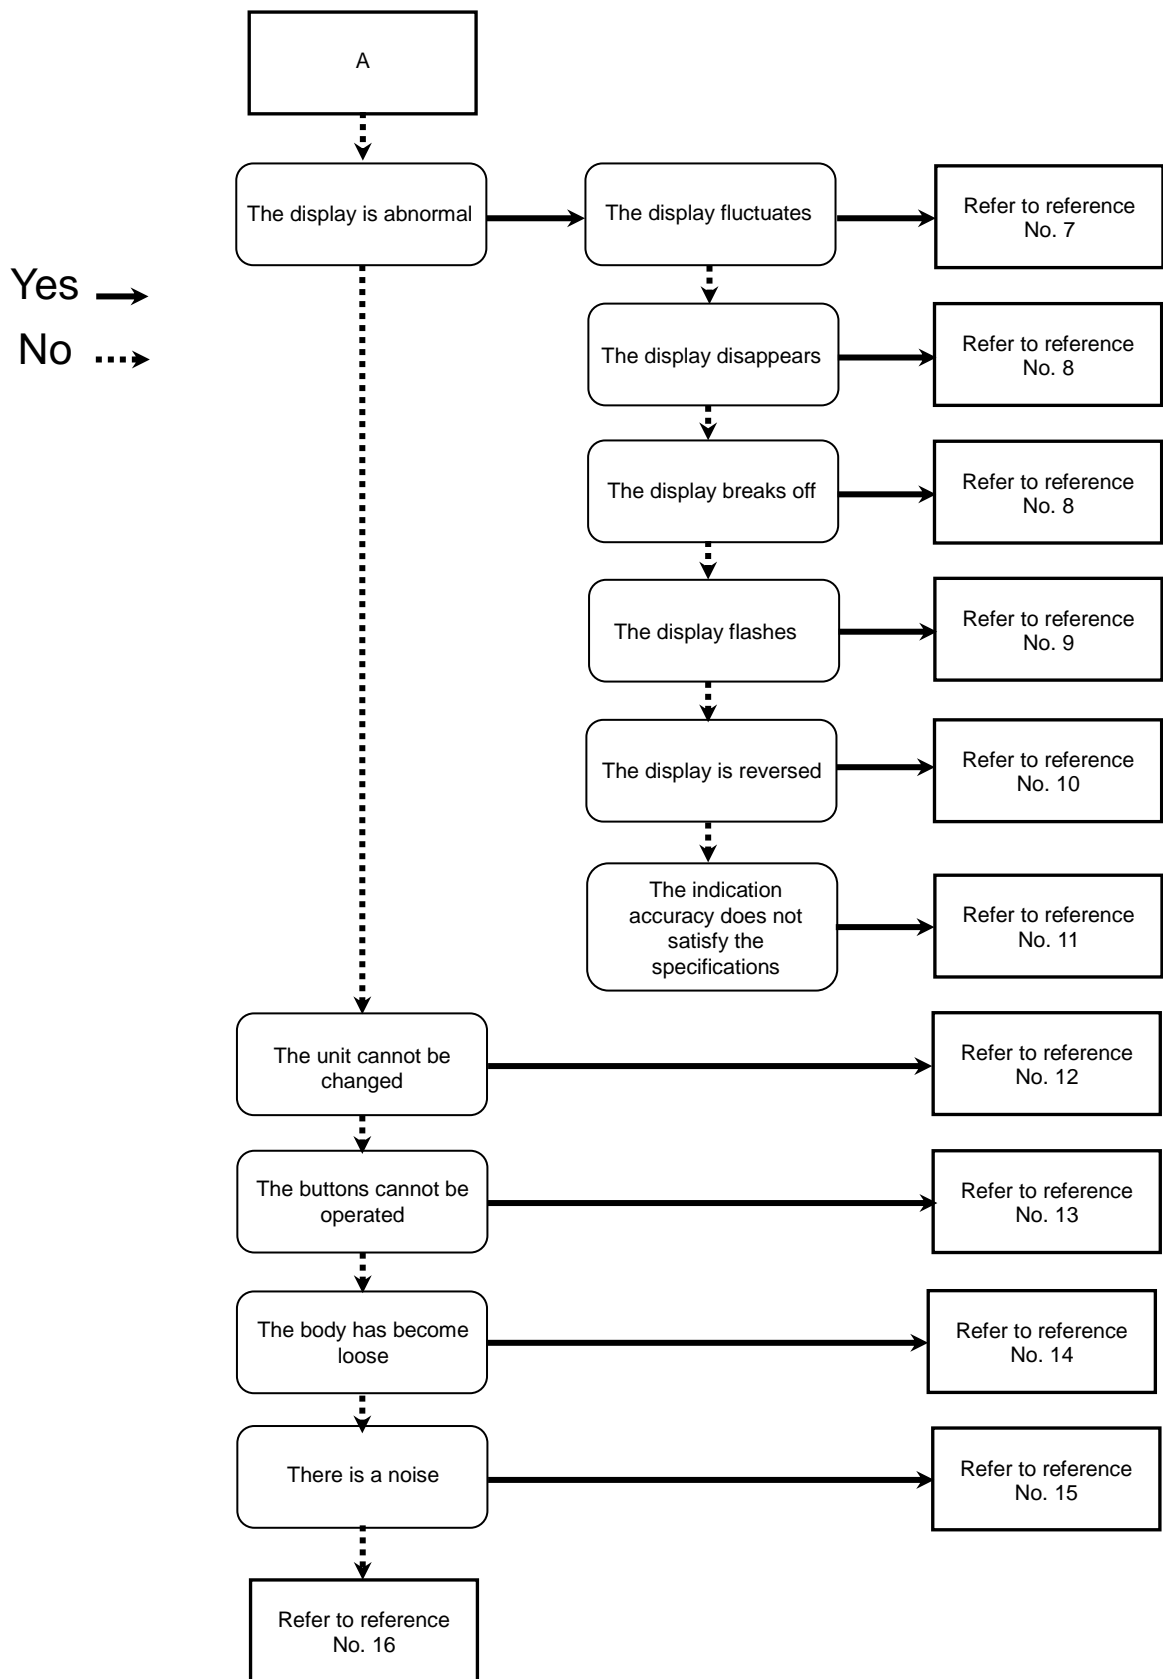 A
The display is abnormal
The display fluctuates
Refer to reference
No. 7
Yes
No
The display disappears
Refer to reference
No. 8
The display breaks off
Refer to reference
No. 8
The display flashes
Refer to reference
No. 9
The display is reversed
Refer to reference
No. 10
The indication
accuracy does not
satisfy the
specifications
Refer to reference
No. 11
The unit cannot be
changed
Refer to reference
No. 12
The buttons cannot be
operated
Refer to reference
No. 13
The body has become
loose
Refer to reference
No. 14
There is a noise
Refer to reference
No. 15
Refer to reference
No. 16